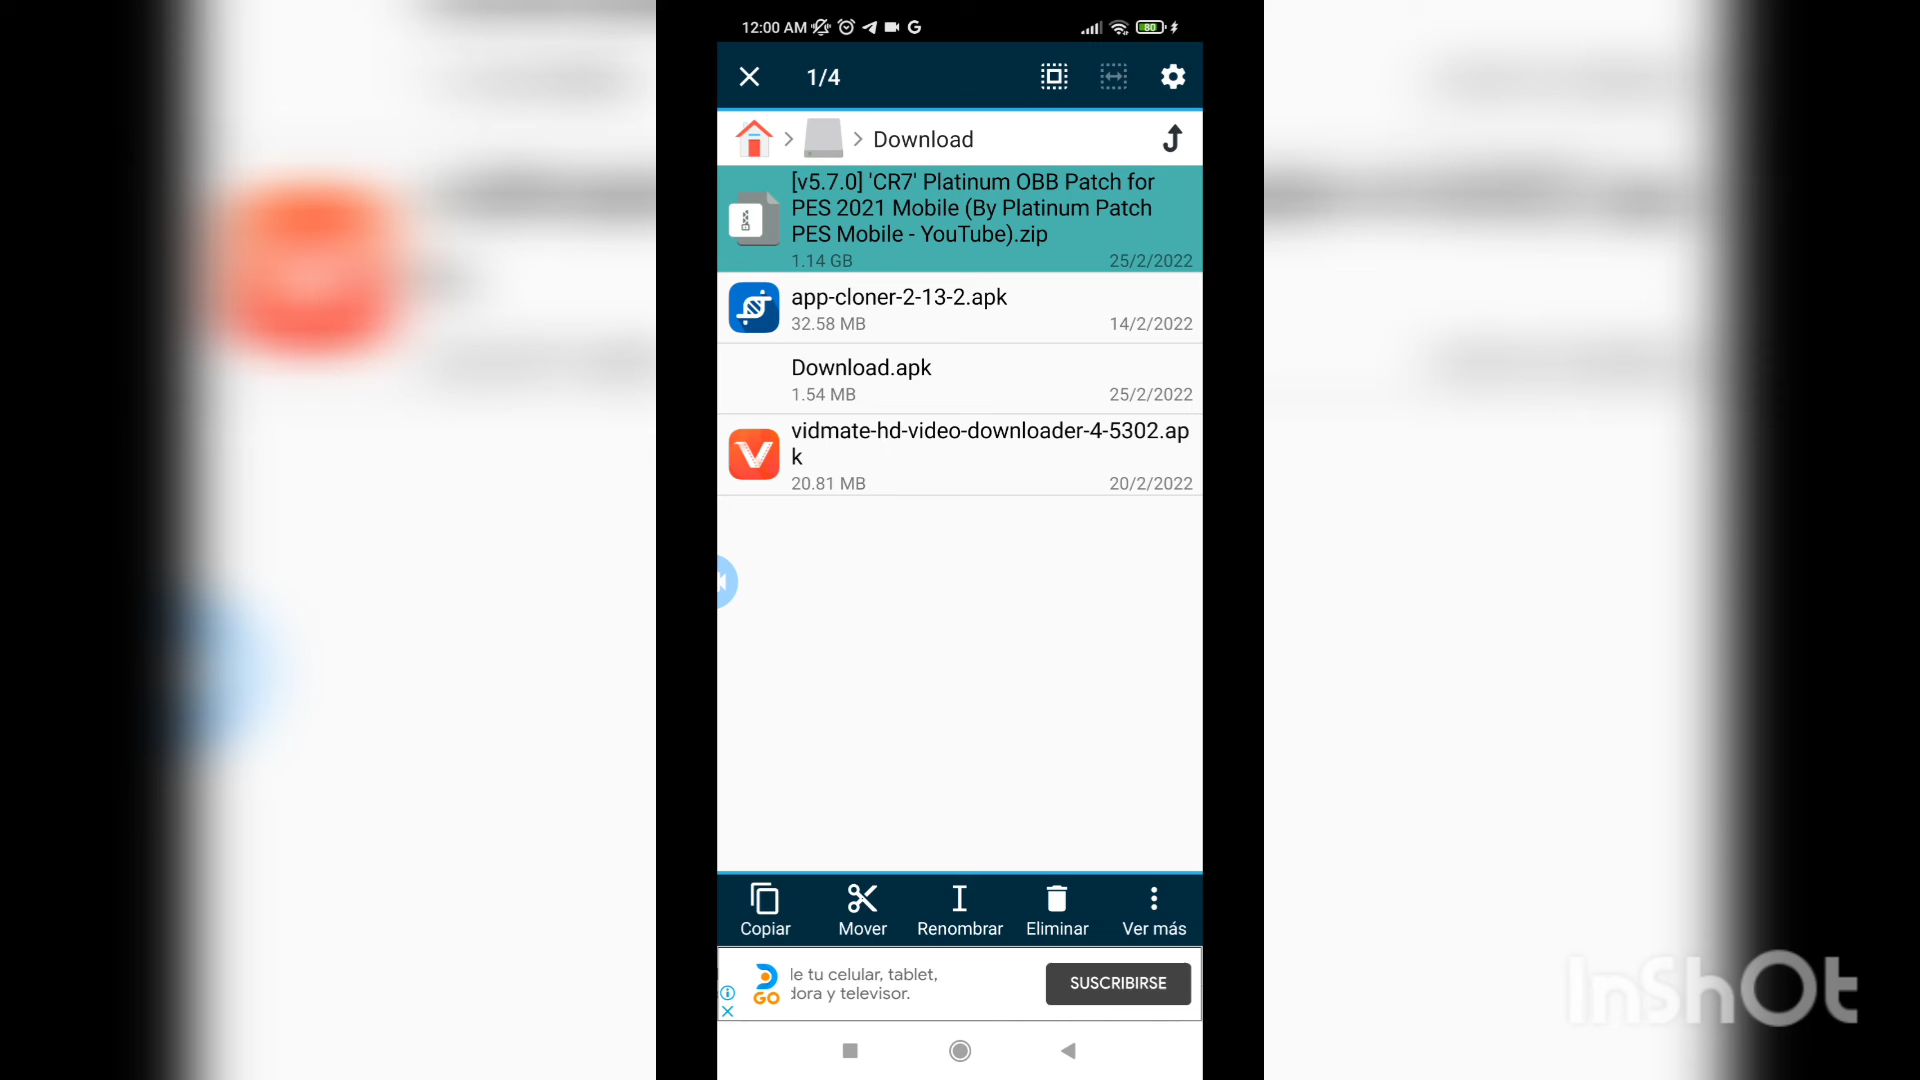 12:00 AM
80
1/4
Download
[v5.7.0] 'CR7' Platinum OBB Patch for
PES 2021 Mobile (By Platinum Patch
PES Mobile - YouTube).zip
1.14 GB 25/2/2022
app-cloner-2-13-2.apk
32.58 MB 14/2/2022
Download.apk
1.54 MB 25/2/2022
vidmate-hd-video-downloader-4-5302.ap
k
20.81 MB 20/2/2022
Copiar Mover Renombrar Eliminar Ver más
GO
le tu celular, tablet,
dora y televisor.
SUSCRIBIRSE
InShOt